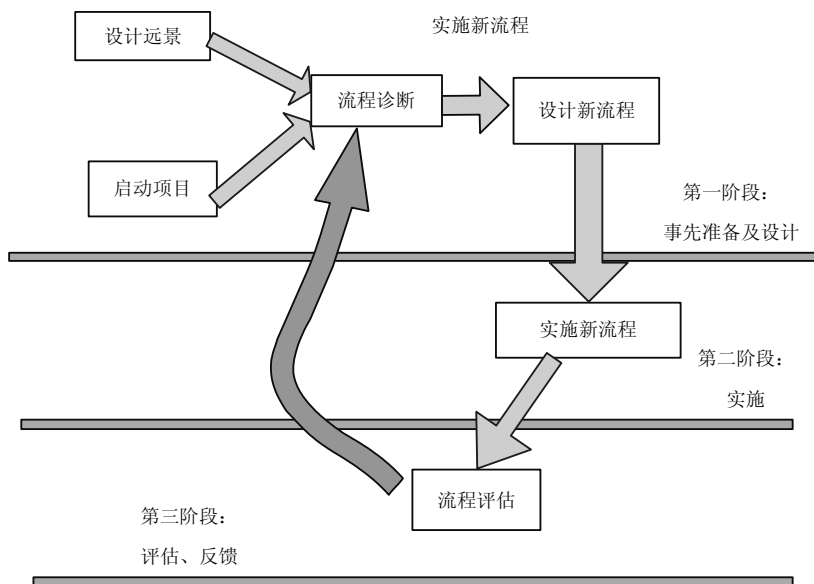 设计远景
实施新流程
流程诊断
设计新流程
启动项目
第一阶段：
事先准备及设计
实施新流程
第二阶段：
实施
流程评估
第三阶段：
评估、反馈